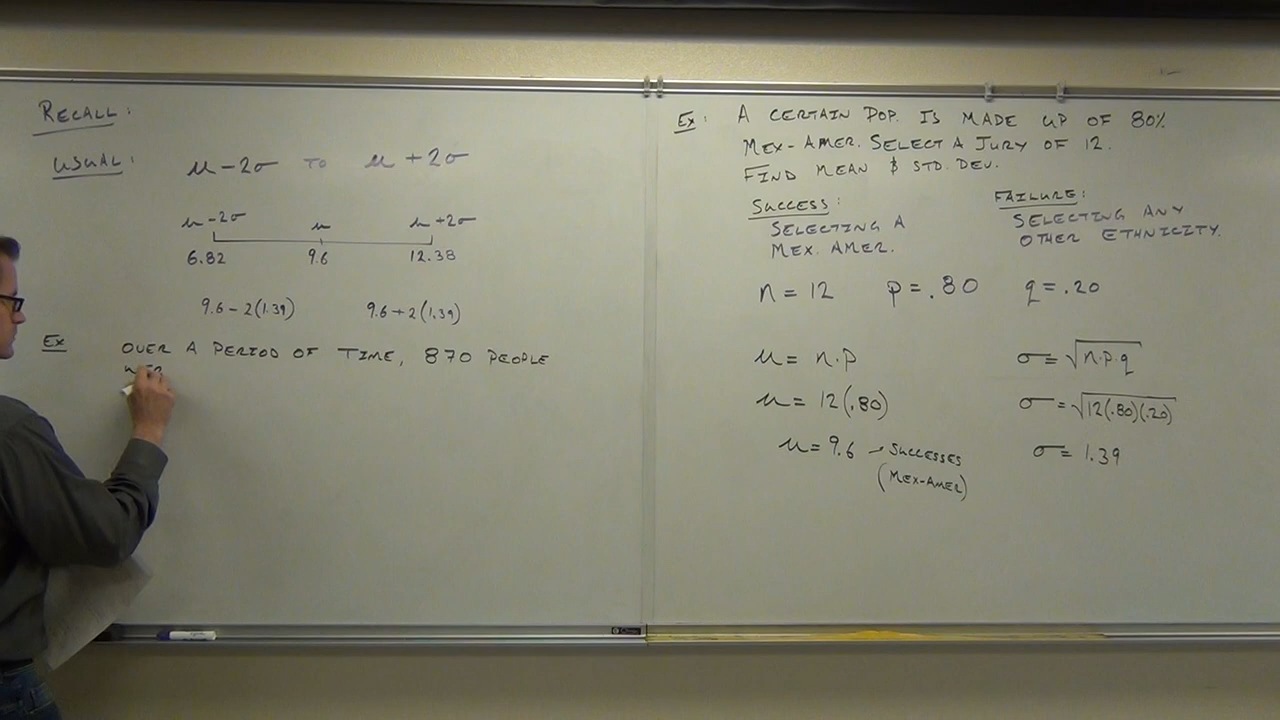 RECALL:
USUAL: μ-2σ TO μ+2σ
μ-2σ μ μ+2σ
6.82 9.6 12.38
9.6-2(1.39) 9.6+2(1.39)
Ex OVER A PERIOD OF TIME, 870 PEOPLE
Ex: A CERTAIN POP. IS MADE UP OF 80%
MEX-AMER. SELECT A JURY OF 12.
FIND MEAN & STD. DEV.
SUCCESS:
SELECTING A
MEX. AMER.
FAILURE:
SELECTING ANY
OTHER ETHNICITY.
n=12 p=.80 q=.20
μ=n·p
μ=12(.80)
μ=9.6 → SUCCESSES
(MEX-AMER)
σ=√n·p·q
σ=√12(.80)(.20)
σ=1.39